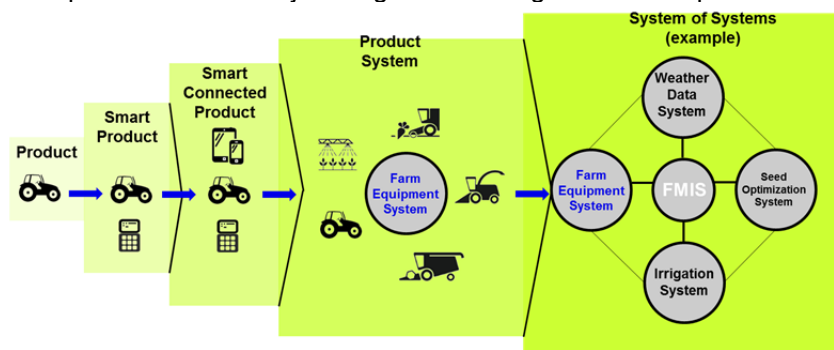 Product
Smart
Product
Smart
Connected
Product
Product
System
Farm
Equipment
System
System of Systems
(example)
Weather
Data
System
Farm
Equipment
System
FMIS
Seed
Optimization
System
Irrigation
System